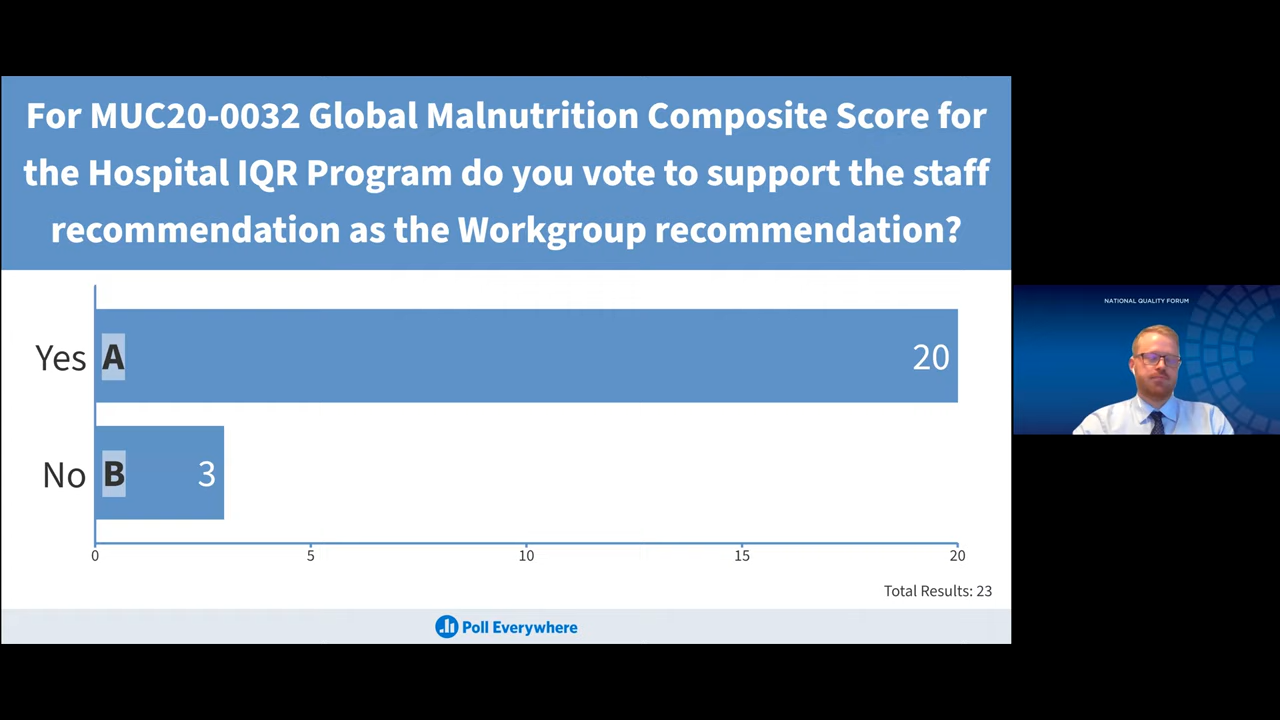 For MUC20-0032 Global Malnutrition Composite Score for
the Hospital IQR Program do you vote to support the staff
recommendation as the Workgroup recommendation?
Yes A 20
No B 3
0 5 10 15 20
Total Results: 23
Poll Everywhere
NATIONAL QUALITY FORUM